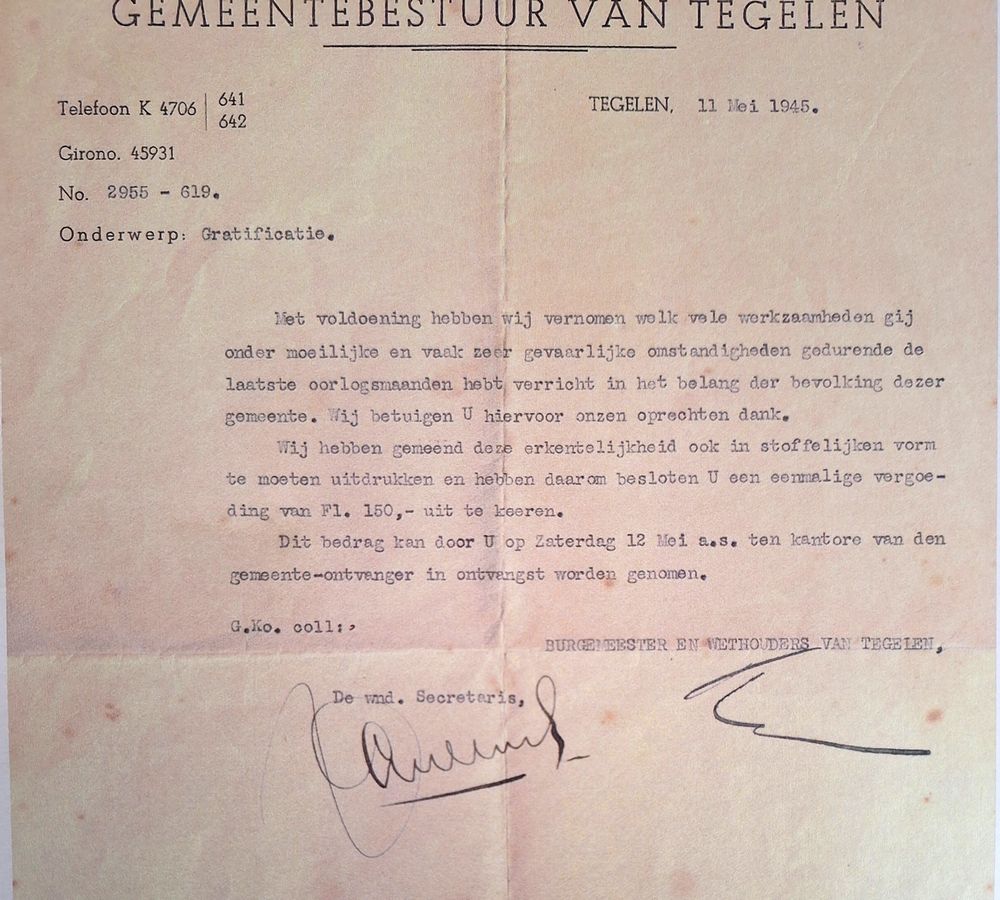 GEMEENTEBESTUUR VAN TEGELEN
Telefoon K 4706 | 641
642
TEGELEN, 11 Mei 1945.
Girono. 45931
No. 2955 - 619.
Onderwerp: Gratificatie.
Met voldoening hebben wij vernomen welk vele werkzaamheden gij
onder moeilijke en vaak zeer gevaarlijke omstandigheden gedurende de
laatste oorlogsmaanden hebt verricht in het belang der bevolking dezer
gemeente. Wij betuigen U hiervoor onzen oprechten dank.
Wij hebben gemeend deze erkentelijkheid ook in stoffelijken vorm
te moeten uitdrukken en hebben daarom besloten U een eenmalige vergoe-
ding van Fl. 150,- uit te keeren.
Dit bedrag kan door U op Zaterdag 12 Mei a.s. ten kantore van den
gemeente-ontvanger in ontvangst worden genomen.
G.Ko. coll:,
BURGEMEESTER EN WETHOUDERS VAN TEGELEN,
De wnd. Secretaris,